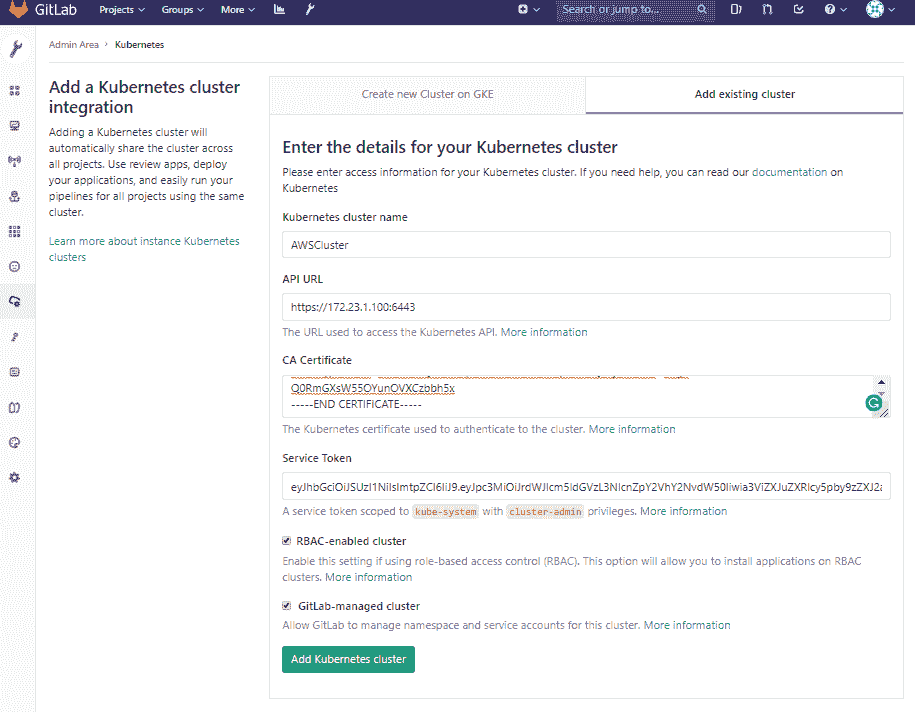 GitLab Projects Groups More Search or jump to...
Admin Area › Kubernetes
Add a Kubernetes cluster
integration
Adding a Kubernetes cluster will
automatically share the cluster across
all projects. Use review apps, deploy
your applications, and easily run your
pipelines for all projects using the same
cluster.
Learn more about instance Kubernetes
clusters
Create new Cluster on GKE
Add existing cluster
Enter the details for your Kubernetes cluster
Please enter access information for your Kubernetes cluster. If you need help, you can read our documentation on
Kubernetes
Kubernetes cluster name
AWSCluster
API URL
https://172.23.1.100:6443
The URL used to access the Kubernetes API. More information
CA Certificate
Q0RmGXsW55OYunOVXCzbbh5x
-----END CERTIFICATE-----
The Kubernetes certificate used to authenticate to the cluster. More information
Service Token
A service token scoped to kube-system with cluster-admin privileges. More information
RBAC-enabled cluster
Enable this setting if using role-based access control (RBAC). This option will allow you to install applications on RBAC
clusters. More information
GitLab-managed cluster
Allow GitLab to manage namespace and service accounts for this cluster. More information
Add Kubernetes cluster